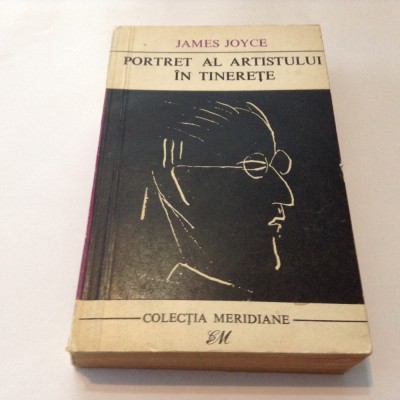 JAMES JOYCE
PORTRET AL ARTISTULUI
ÎN TINEREȚE
COLECȚIA MERIDIANE
EM